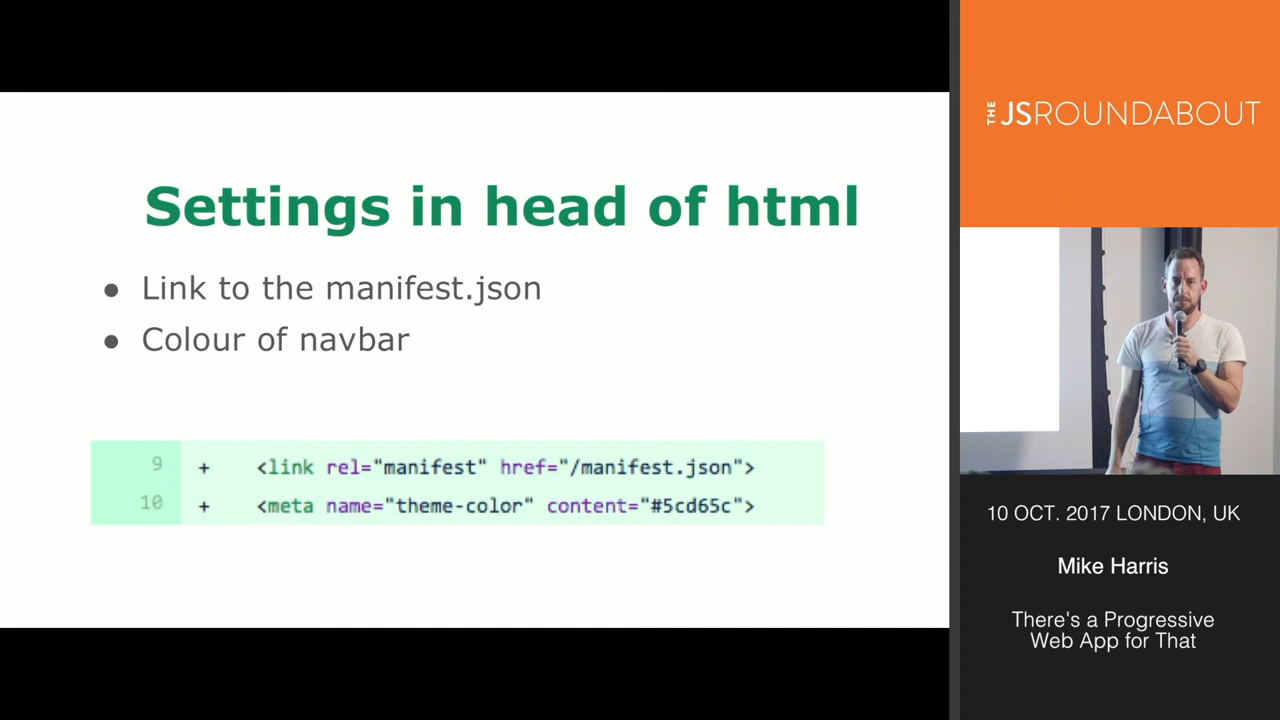 Settings in head of html
● Link to the manifest.json
● Colour of navbar
9 + <link rel="manifest" href="/manifest.json">
10 + <meta name="theme-color" content="#5cd65c">
THE JSROUNDABOUT
10 OCT. 2017 LONDON, UK
Mike Harris
There's a Progressive
Web App for That